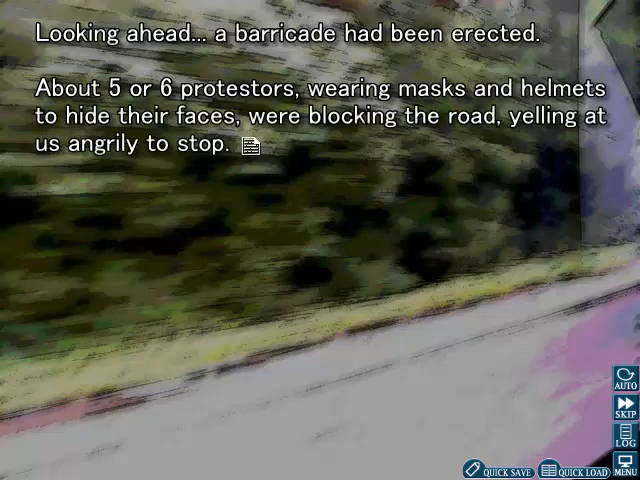 Looking ahead... a barricade had been erected.
About 5 or 6 protestors, wearing masks and helmets
to hide their faces, were blocking the road, yelling at
us angrily to stop.
AUTO
SKIP
LOG
QUICK SAVE QUICK LOAD MENU